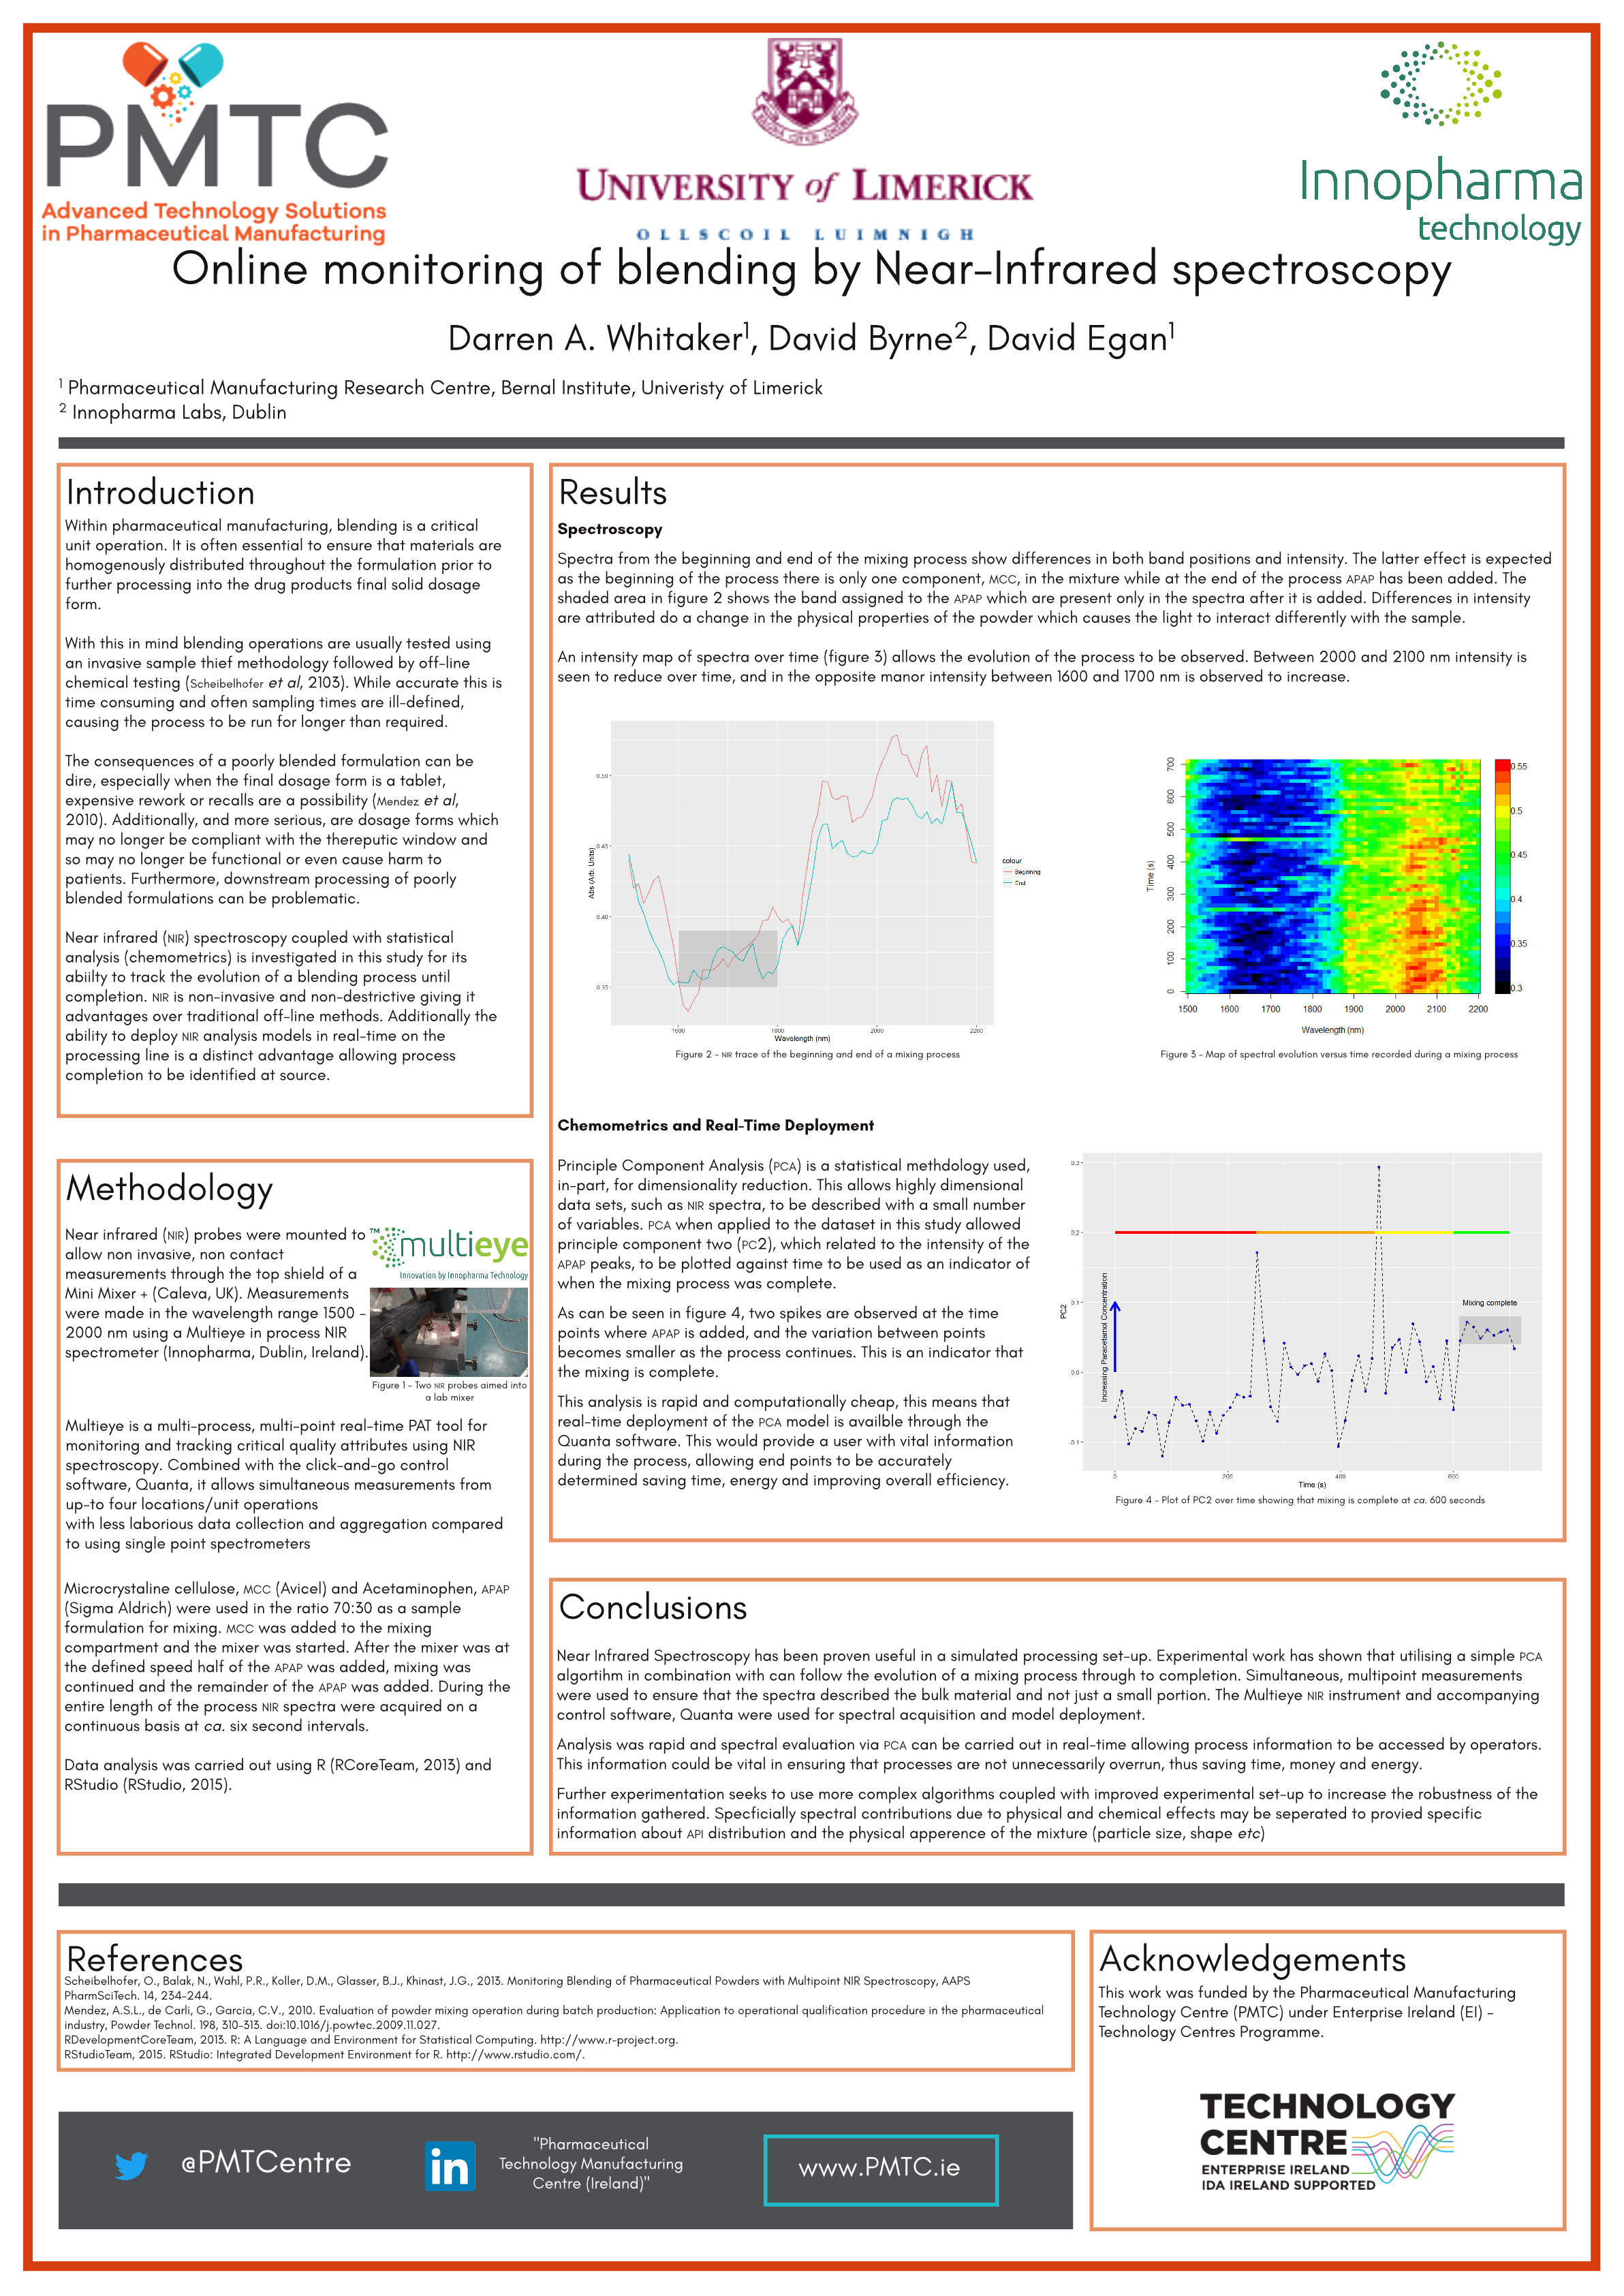 PMTC
Advanced Technology Solutions
in Pharmaceutical Manufacturing
UNIVERSITY of LIMERICK
OLLSCOIL LUIMNIGH
Innopharma
technology
Online monitoring of blending by Near-Infrared spectroscopy
Darren A. Whitaker1, David Byrne2, David Egan1
1 Pharmaceutical Manufacturing Research Centre, Bernal Institute, Univeristy of Limerick
2 Innopharma Labs, Dublin
Introduction
Within pharmaceutical manufacturing, blending is a critical
unit operation. It is often essential to ensure that materials are
homogenously distributed throughout the formulation prior to
further processing into the drug products final solid dosage
form.
With this in mind blending operations are usually tested using
an invasive sample thief methodology followed by off-line
chemical testing (Scheibelhofer et al, 2103). While accurate this is
time consuming and often sampling times are ill-defined,
causing the process to be run for longer than required.
The consequences of a poorly blended formulation can be
dire, especially when the final dosage form is a tablet,
expensive rework or recalls are a possibility (Mendez et al,
2010). Additionally, and more serious, are dosage forms which
may no longer be compliant with the thereputic window and
so may no longer be functional or even cause harm to
patients. Furthermore, downstream processing of poorly
blended formulations can be problematic.
Near infrared (NIR) spectroscopy coupled with statistical
analysis (chemometrics) is investigated in this study for its
abiilty to track the evolution of a blending process until
completion. NIR is non-invasive and non-destrictive giving it
advantages over traditional off-line methods. Additionally the
ability to deploy NIR analysis models in real-time on the
processing line is a distinct advantage allowing process
completion to be identified at source.
Methodology
Near infrared (NIR) probes were mounted to
allow non invasive, non contact
measurements through the top shield of a
Mini Mixer + (Caleva, UK). Measurements
were made in the wavelength range 1500 -
2000 nm using a Multieye in process NIR
spectrometer (Innopharma, Dublin, Ireland).
™ multieye
Innovation by Innopharma Technology
Figure 1 - Two NIR probes aimed into
a lab mixer
Multieye is a multi-process, multi-point real-time PAT tool for
monitoring and tracking critical quality attributes using NIR
spectroscopy. Combined with the click-and-go control
software, Quanta, it allows simultaneous measurements from
up-to four locations/unit operations
with less laborious data collection and aggregation compared
to using single point spectrometers
Microcrystaline cellulose, MCC (Avicel) and Acetaminophen, APAP
(Sigma Aldrich) were used in the ratio 70:30 as a sample
formulation for mixing. MCC was added to the mixing
compartment and the mixer was started. After the mixer was at
the defined speed half of the APAP was added, mixing was
continued and the remainder of the APAP was added. During the
entire length of the process NIR spectra were acquired on a
continuous basis at ca. six second intervals.
Data analysis was carried out using R (RCoreTeam, 2013) and
RStudio (RStudio, 2015).
Results
Spectroscopy
Spectra from the beginning and end of the mixing process show differences in both band positions and intensity. The latter effect is expected
as the beginning of the process there is only one component, MCC, in the mixture while at the end of the process APAP has been added. The
shaded area in figure 2 shows the band assigned to the APAP which are present only in the spectra after it is added. Differences in intensity
are attributed do a change in the physical properties of the powder which causes the light to interact differently with the sample.
An intensity map of spectra over time (figure 3) allows the evolution of the process to be observed. Between 2000 and 2100 nm intensity is
seen to reduce over time, and in the opposite manor intensity between 1600 and 1700 nm is observed to increase.
Abs (Arb. Units)
0.50
0.45
0.40
0.35
1600 1800 2000 2200
Wavelength (nm)
colour
Beginning
End
Figure 2 - NIR trace of the beginning and end of a mixing process
Time (s)
700
600
500
400
300
200
100
0
1500 1600 1700 1800 1900 2000 2100 2200
Wavelength (nm)
0.55
0.5
0.45
0.4
0.35
0.3
Figure 3 - Map of spectral evolution versus time recorded during a mixing process
Chemometrics and Real-Time Deployment
Principle Component Analysis (PCA) is a statistical methdology used,
in-part, for dimensionality reduction. This allows highly dimensional
data sets, such as NIR spectra, to be described with a small number
of variables. PCA when applied to the dataset in this study allowed
principle component two (PC2), which related to the intensity of the
APAP peaks, to be plotted against time to be used as an indicator of
when the mixing process was complete.
As can be seen in figure 4, two spikes are observed at the time
points where APAP is added, and the variation between points
becomes smaller as the process continues. This is an indicator that
the mixing is complete.
This analysis is rapid and computationally cheap, this means that
real-time deployment of the PCA model is availble through the
Quanta software. This would provide a user with vital information
during the process, allowing end points to be accurately
determined saving time, energy and improving overall efficiency.
PC2
0.3
0.2
0.1
0.0
-0.1
Increasing Paracetamol Concentration
Mixing complete
0 200 400 600
Time (s)
Figure 4 - Plot of PC2 over time showing that mixing is complete at ca. 600 seconds
Conclusions
Near Infrared Spectroscopy has been proven useful in a simulated processing set-up. Experimental work has shown that utilising a simple PCA
algortihm in combination with can follow the evolution of a mixing process through to completion. Simultaneous, multipoint measurements
were used to ensure that the spectra described the bulk material and not just a small portion. The Multieye NIR instrument and accompanying
control software, Quanta were used for spectral acquisition and model deployment.
Analysis was rapid and spectral evaluation via PCA can be carried out in real-time allowing process information to be accessed by operators.
This information could be vital in ensuring that processes are not unnecessarily overrun, thus saving time, money and energy.
Further experimentation seeks to use more complex algorithms coupled with improved experimental set-up to increase the robustness of the
information gathered. Specficially spectral contributions due to physical and chemical effects may be seperated to provied specific
information about API distribution and the physical apperence of the mixture (particle size, shape etc)
References
Scheibelhofer, O., Balak, N., Wahl, P.R., Koller, D.M., Glasser, B.J., Khinast, J.G., 2013. Monitoring Blending of Pharmaceutical Powders with Multipoint NIR Spectroscopy, AAPS
PharmSciTech. 14, 234-244.
Mendez, A.S.L., de Carli, G., Garcia, C.V., 2010. Evaluation of powder mixing operation during batch production: Application to operational qualification procedure in the pharmaceutical
industry, Powder Technol. 198, 310-313. doi:10.1016/j.powtec.2009.11.027.
RDevelopmentCoreTeam, 2013. R: A Language and Environment for Statistical Computing. http://www.r-project.org.
RStudioTeam, 2015. RStudio: Integrated Development Environment for R. http://www.rstudio.com/.
Acknowledgements
This work was funded by the Pharmaceutical Manufacturing
Technology Centre (PMTC) under Enterprise Ireland (EI) -
Technology Centres Programme.
TECHNOLOGY
CENTRE
ENTERPRISE IRELAND
IDA IRELAND SUPPORTED
@PMTCentre
in
"Pharmaceutical
Technology Manufacturing
Centre (Ireland)"
www.PMTC.ie